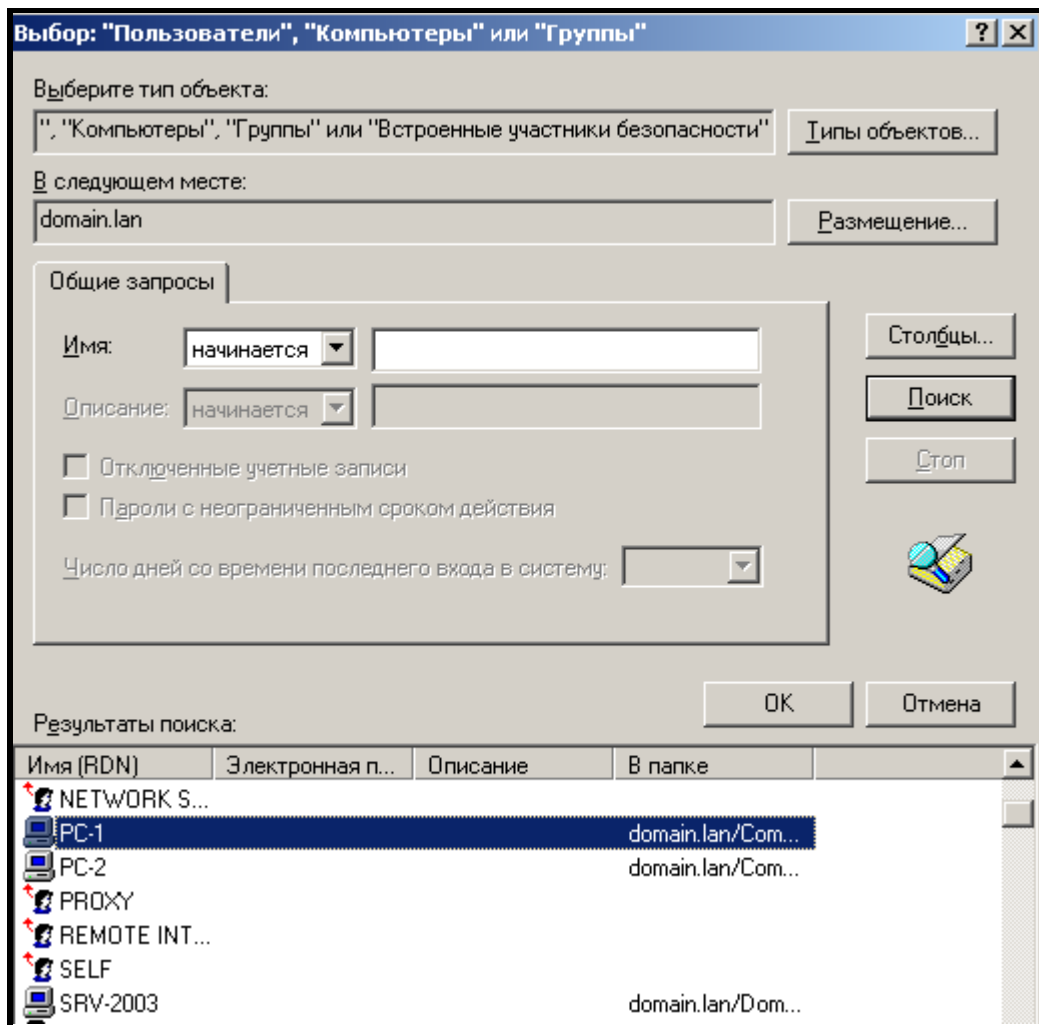 Выбор: "Пользователи", "Компьютеры" или "Группы"
Выберите тип объекта:
", "Компьютеры", "Группы" или "Встроенные участники безопасности"
Типы объектов...
В следующем месте:
domain.lan
Размещение...
Общие запросы
Имя:
начинается
Столбцы...
Описание:
начинается
Поиск
Отключенные учетные записи
Стоп
Пароли с неограниченным сроком действия
Число дней со времени последнего входа в систему:
OK
Отмена
Результаты поиска:
Имя (RDN) Электронная п... Описание В папке
NETWORK S...
PC-1 domain.lan/Com...
PC-2 domain.lan/Com...
PROXY
REMOTE INT...
SELF
SRV-2003 domain.lan/Dom...